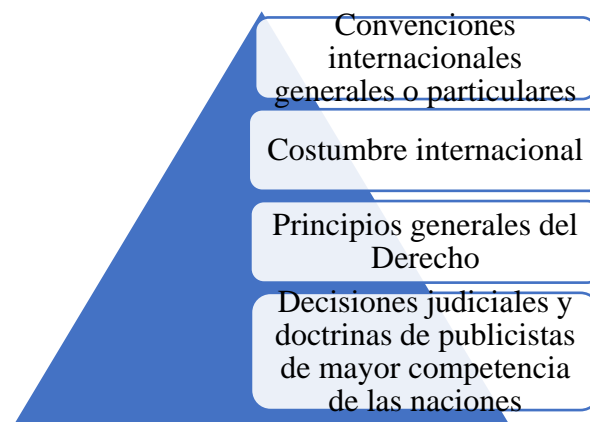 Convenciones
internacionales
generales o particulares
Costumbre internacional
Principios generales del
Derecho
Decisiones judiciales y
doctrinas de publicistas
de mayor competencia
de las naciones